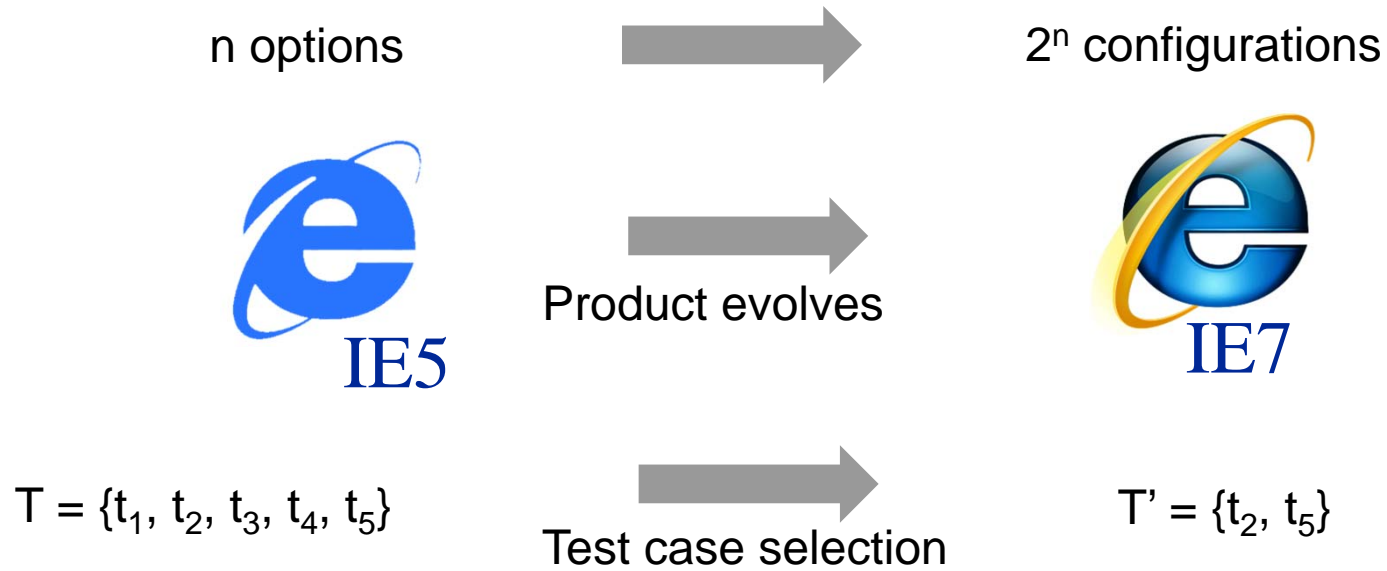 n options
2ⁿ configurations
IE5
Product evolves
IE7
T = {t₁, t₂, t₃, t₄, t₅}
Test case selection
T’ = {t₂, t₅}